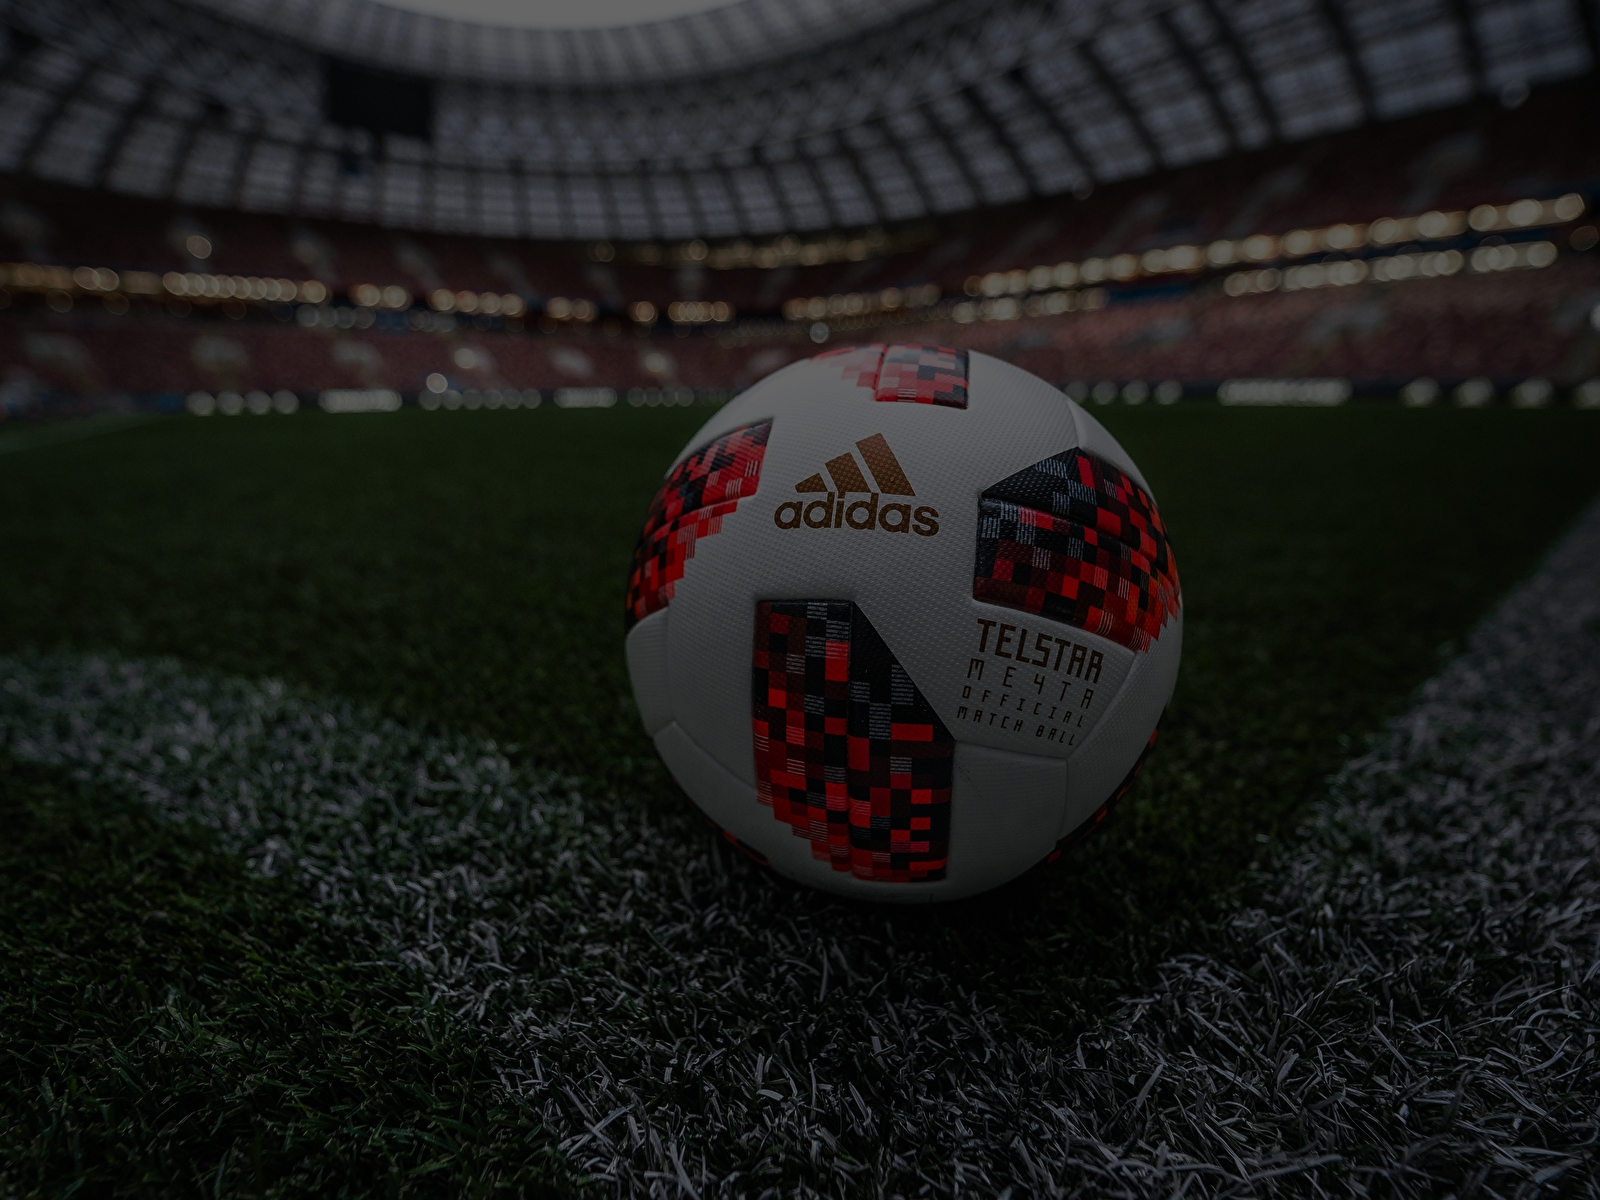 adidas
TELSTAR
МЕЧТА
OFFICIAL
MATCH BALL